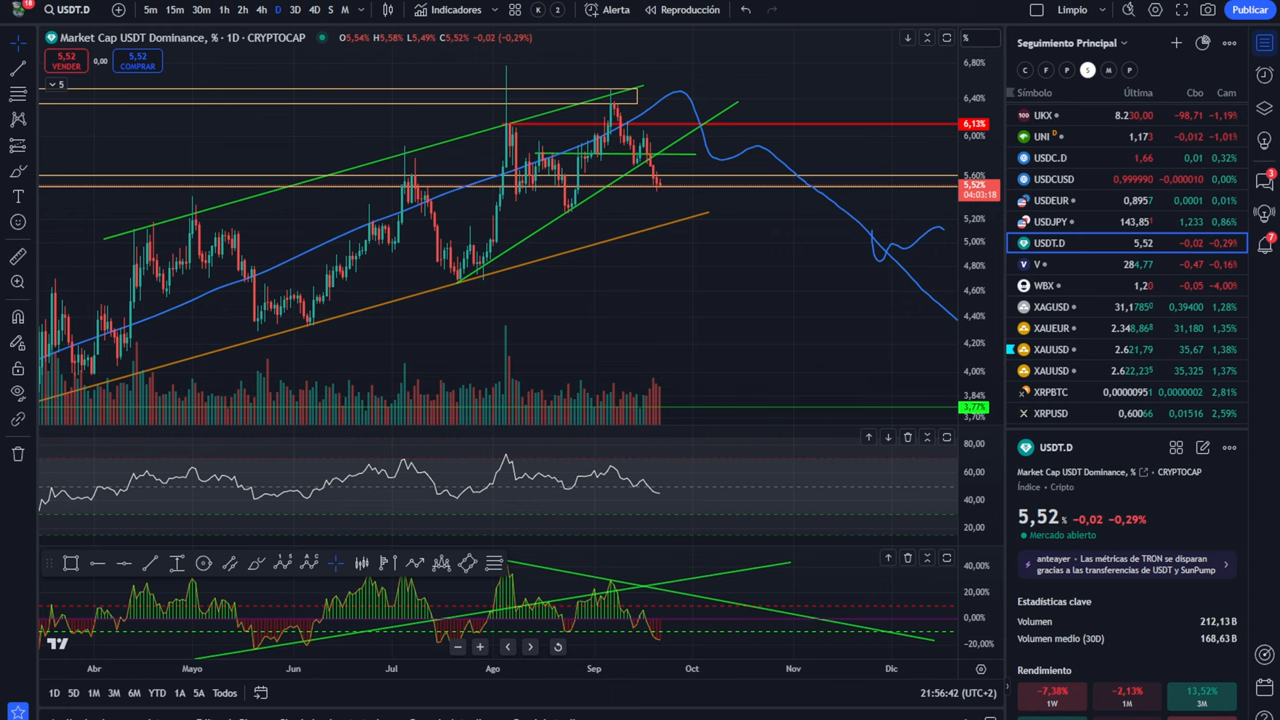 18
USDT.D
5m 15m 30m 1h 2h 4h D 3D 4D S M
Indicadores
K 2
Alerta
Reproducción
Limpio
Publicar
Market Cap USDT Dominance, % · 1D · CRYPTOCAP
O5,54% H5,58% L5,49% C5,52% -0,02 (-0,29%)
5,52 VENDER
0,00
5,52 COMPRAR
5
%
6,80%
6,40%
6,13%
6,00%
5,60%
5,52%
04:03:18
5,20%
5,00%
4,80%
4,60%
4,40%
4,20%
4,00%
3,84%
3,77%
3,70%
80,00
60,00
40,00
20,00
40,00%
20,00%
0,00%
-20,00%
Abr Mayo Jun Jul Ago Sep Oct Nov Dic
1D 5D 1M 3M 6M YTD 1A 5A Todos
21:56:42 (UTC+2)
Seguimiento Principal
C F P S M P
Símbolo Última Cbo Cam
UKX 8.230,00 -98,71 -1,19%
UNI D 1,173 -0,012 -1,01%
USDC.D 1,66 0,01 0,32%
USDCUSD 0,999990 -0,000010 0,00%
USDEUR 0,8957 0,0001 0,01%
USDJPY 143,851 1,233 0,86%
USDT.D 5,52 -0,02 -0,29%
V 284,77 -0,47 -0,16%
WBX 1,20 -0,05 -4,00%
XAGUSD 31,17850 0,39400 1,28%
XAUEUR 2.348,868 31,180 1,35%
XAUUSD 2.621,79 35,67 1,38%
XAUUSD 2.622,235 35,325 1,37%
XRPBTC 0,00000951 0,0000002 2,81%
XRPUSD 0,60066 0,01516 2,59%
USDT.D
Market Cap USDT Dominance, % · CRYPTOCAP
Índice · Cripto
5,52 % -0,02 -0,29%
Mercado abierto
anteayer · Las métricas de TRON se disparan
gracias a las transferencias de USDT y SunPump
Estadísticas clave
Volumen 212,13 B
Volumen medio (30D) 168,63 B
Rendimiento
-7,38% -2,13% 13,52%
1W 1M 3M
3
7